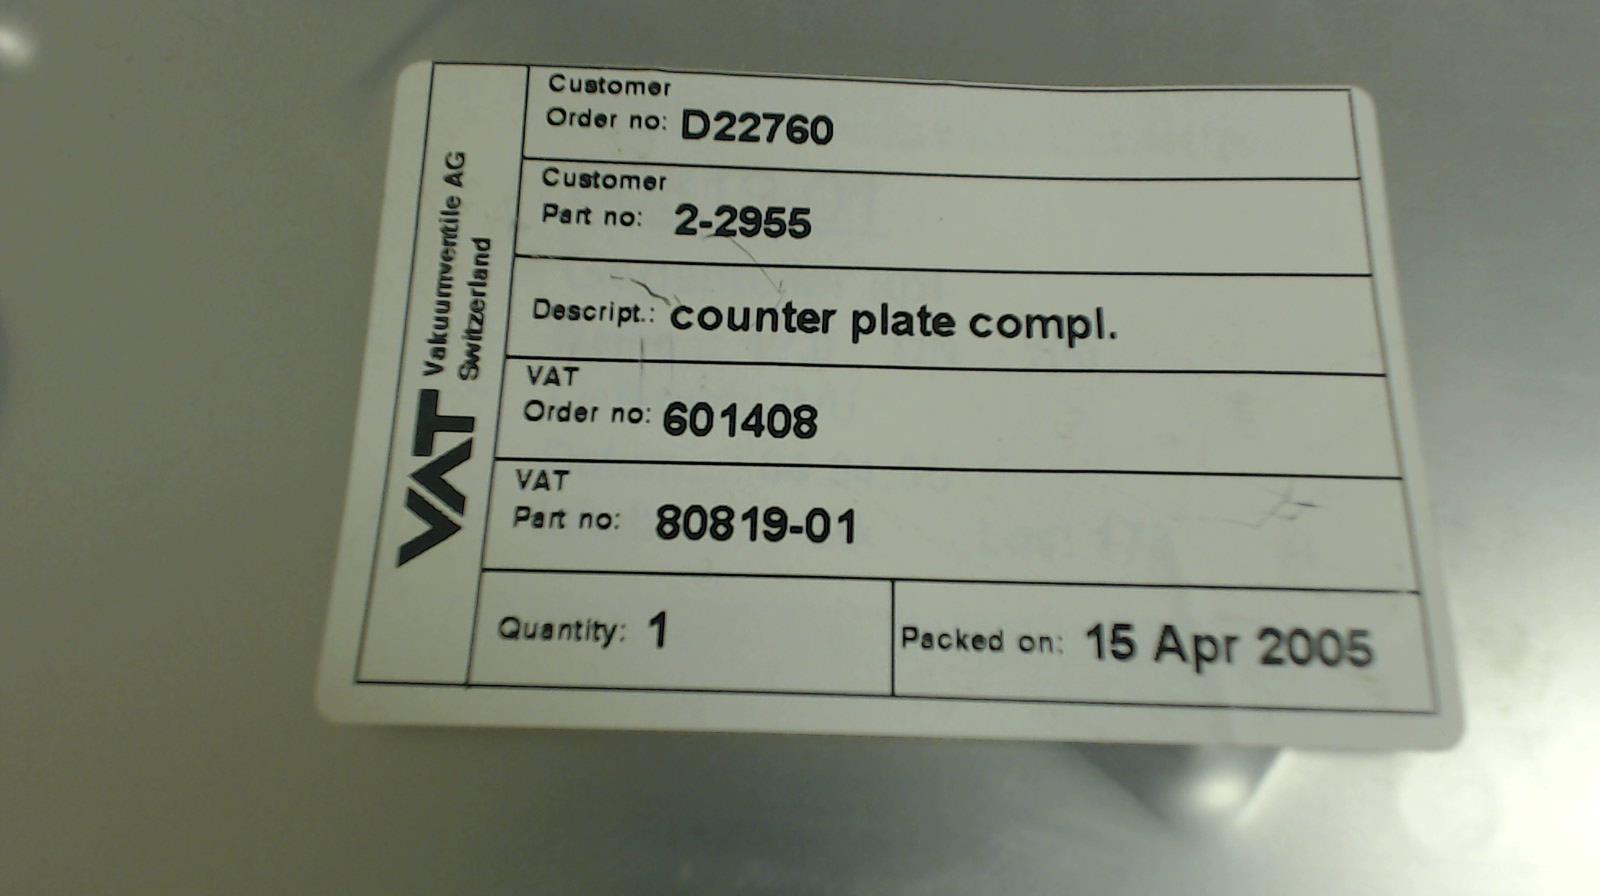 VAT Vakuumventile AG
Switzerland
Customer
Order no: D22760
Customer
Part no: 2-2955
Descript.: counter plate compl.
VAT
Order no: 601408
VAT
Part no: 80819-01
Quantity: 1
Packed on: 15 Apr 2005